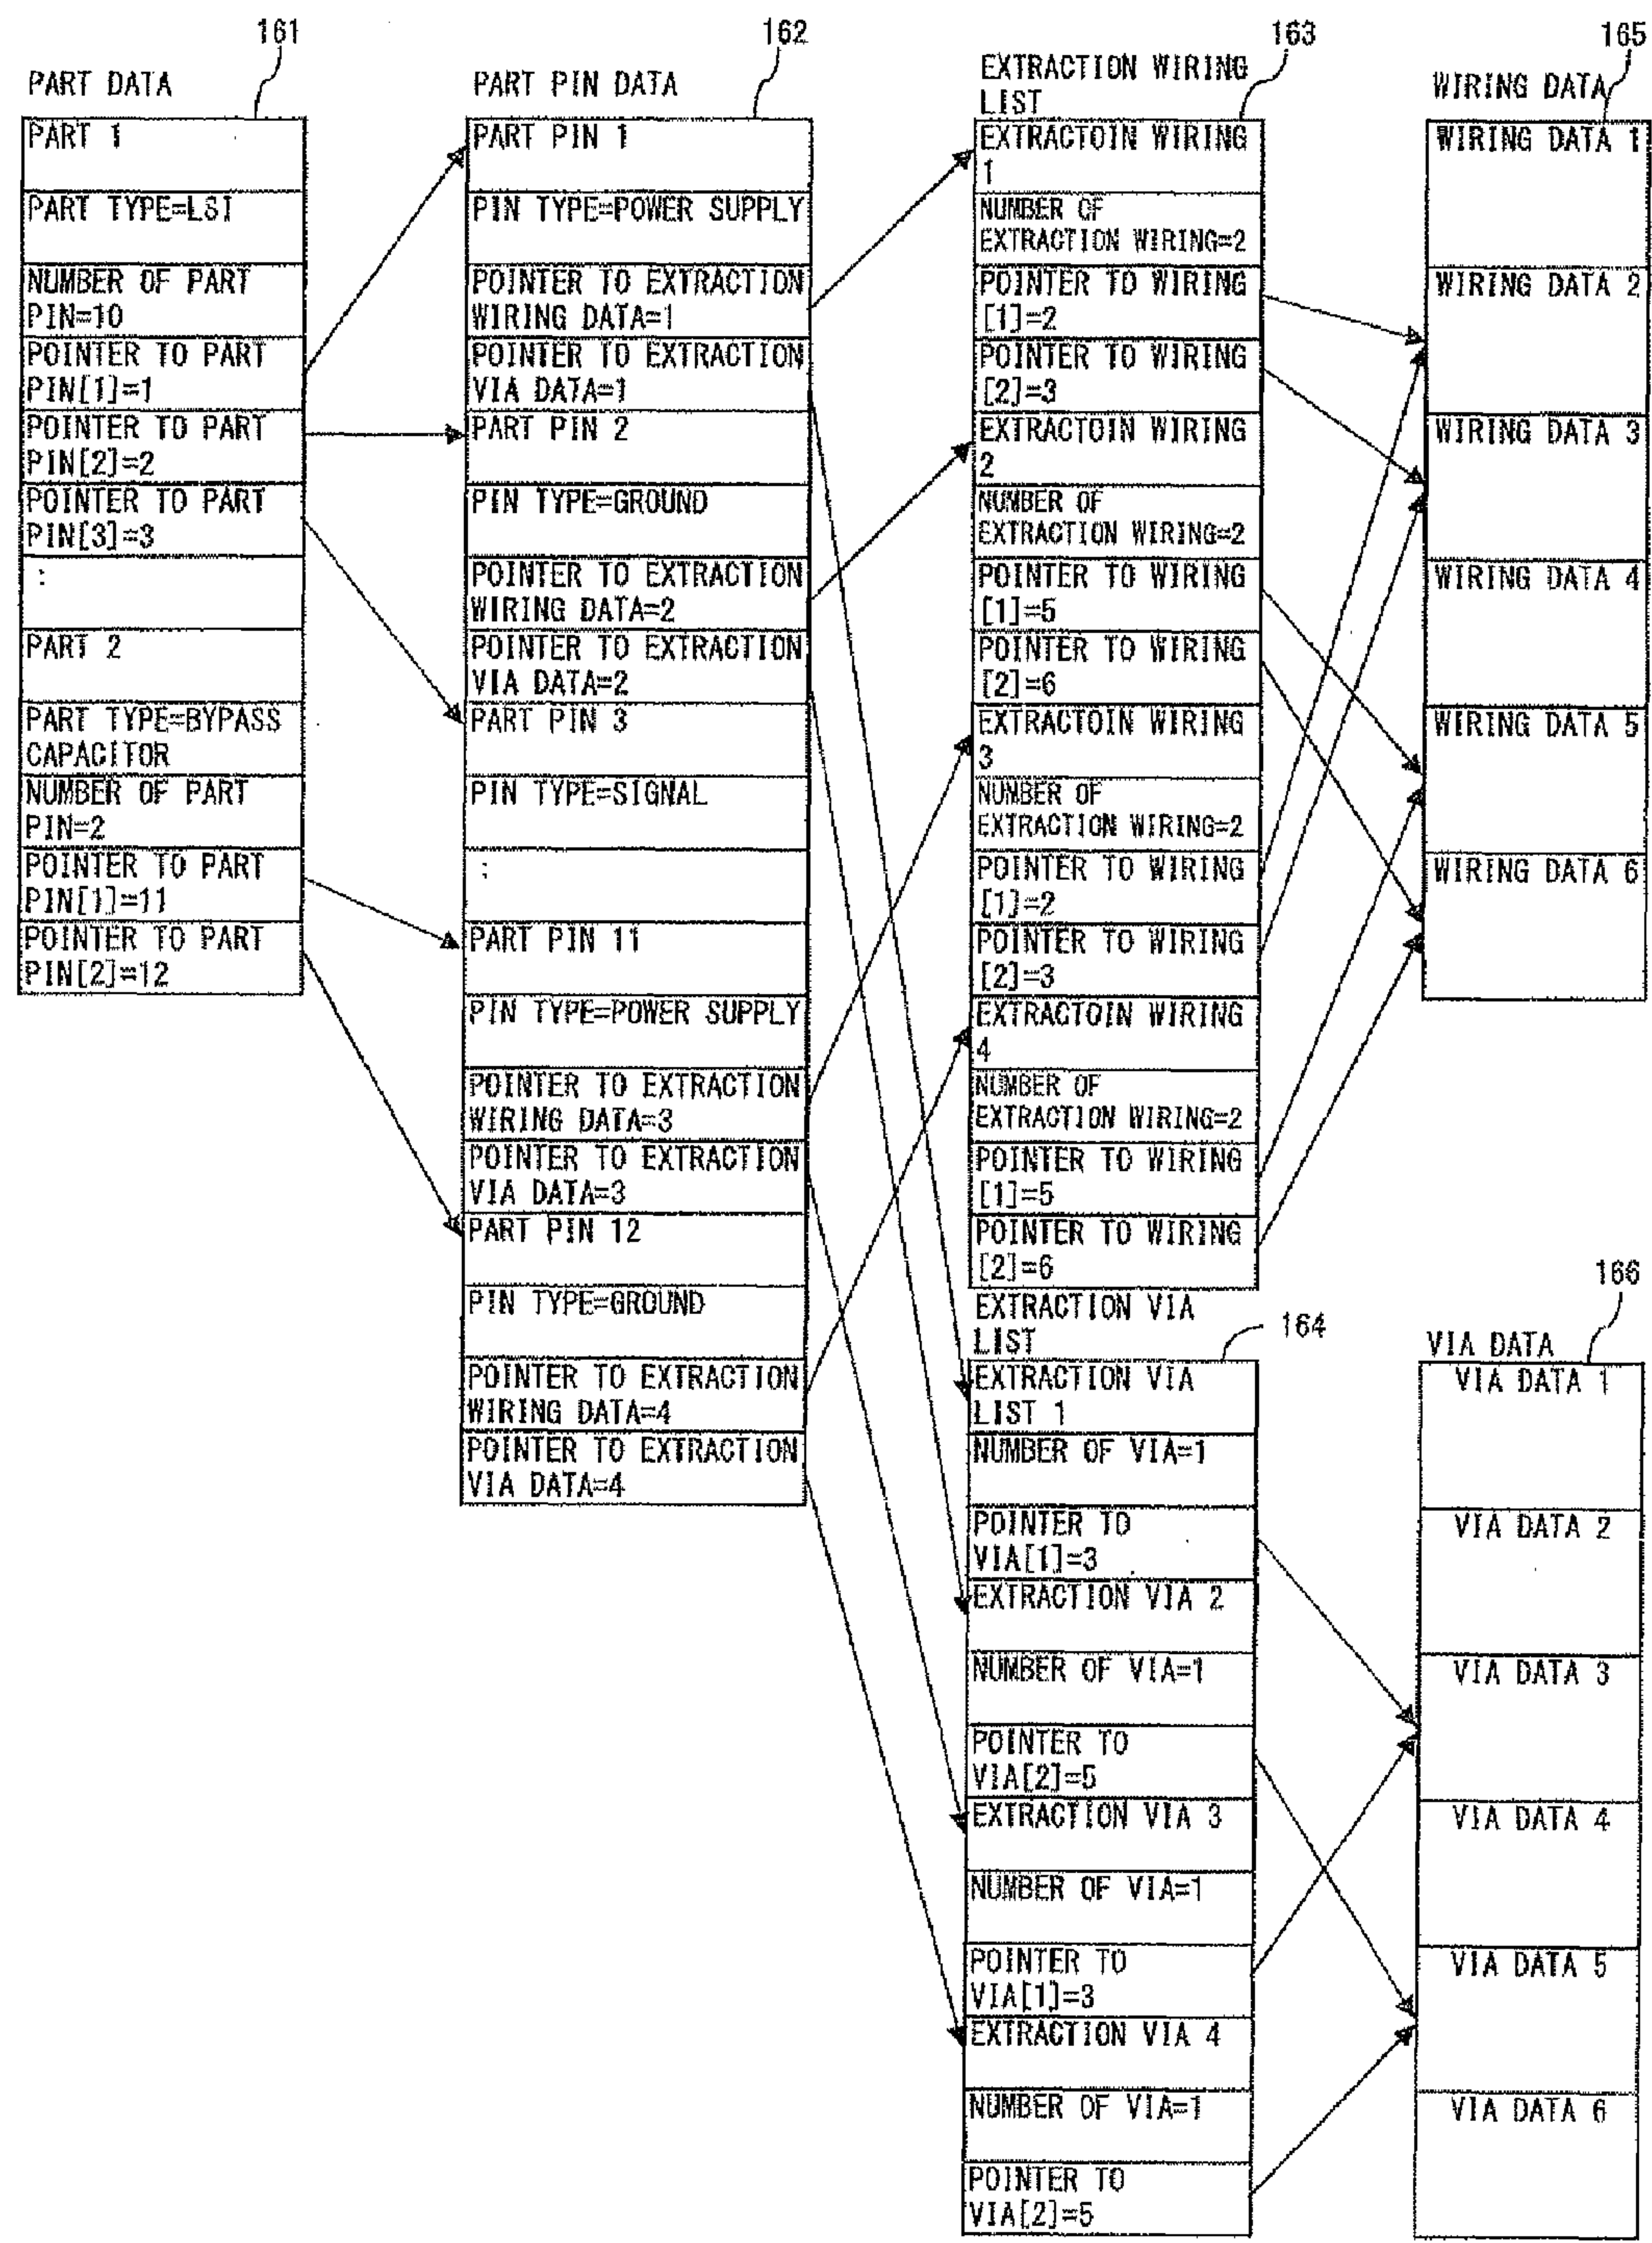 161
PART DATA
PART 1
PART TYPE=LSI
NUMBER OF PART
PIN=10
POINTER TO PART
PIN[1]=1
POINTER TO PART
PIN[2]=2
POINTER TO PART
PIN[3]=3
:
PART 2
PART TYPE=BYPASS
CAPACITOR
NUMBER OF PART
PIN=2
POINTER TO PART
PIN[1]=11
POINTER TO PART
PIN[2]=12
162
PART PIN DATA
PART PIN 1
PIN TYPE=POWER SUPPLY
POINTER TO EXTRACTION
WIRING DATA=1
POINTER TO EXTRACTION
VIA DATA=1
PART PIN 2
PIN TYPE=GROUND
POINTER TO EXTRACTION
WIRING DATA=2
POINTER TO EXTRACTION
VIA DATA=2
PART PIN 3
PIN TYPE=SIGNAL
:
PART PIN 11
PIN TYPE=POWER SUPPLY
POINTER TO EXTRACTION
WIRING DATA=3
POINTER TO EXTRACTION
VIA DATA=3
PART PIN 12
PIN TYPE=GROUND
POINTER TO EXTRACTION
WIRING DATA=4
POINTER TO EXTRACTION
VIA DATA=4
163
EXTRACTION WIRING
LIST
EXTRACTOIN WIRING
1
NUMBER OF
EXTRACTION WIRING=2
POINTER TO WIRING
[1]=2
POINTER TO WIRING
[2]=3
EXTRACTOIN WIRING
2
NUMBER OF
EXTRACTION WIRING=2
POINTER TO WIRING
[1]=5
POINTER TO WIRING
[2]=6
EXTRACTOIN WIRING
3
NUMBER OF
EXTRACTION WIRING=2
POINTER TO WIRING
[1]=2
POINTER TO WIRING
[2]=3
EXTRACTOIN WIRING
4
NUMBER OF
EXTRACTION WIRING=2
POINTER TO WIRING
[1]=5
POINTER TO WIRING
[2]=6
EXTRACTION VIA
LIST
164
EXTRACTION VIA
LIST 1
NUMBER OF VIA=1
POINTER TO
VIA[1]=3
EXTRACTION VIA 2
NUMBER OF VIA=1
POINTER TO
VIA[2]=5
EXTRACTION VIA 3
NUMBER OF VIA=1
POINTER TO
VIA[1]=3
EXTRACTION VIA 4
NUMBER OF VIA=1
POINTER TO
VIA[2]=5
165
WIRING DATA
WIRING DATA 1
WIRING DATA 2
WIRING DATA 3
WIRING DATA 4
WIRING DATA 5
WIRING DATA 6
166
VIA DATA
VIA DATA 1
VIA DATA 2
VIA DATA 3
VIA DATA 4
VIA DATA 5
VIA DATA 6